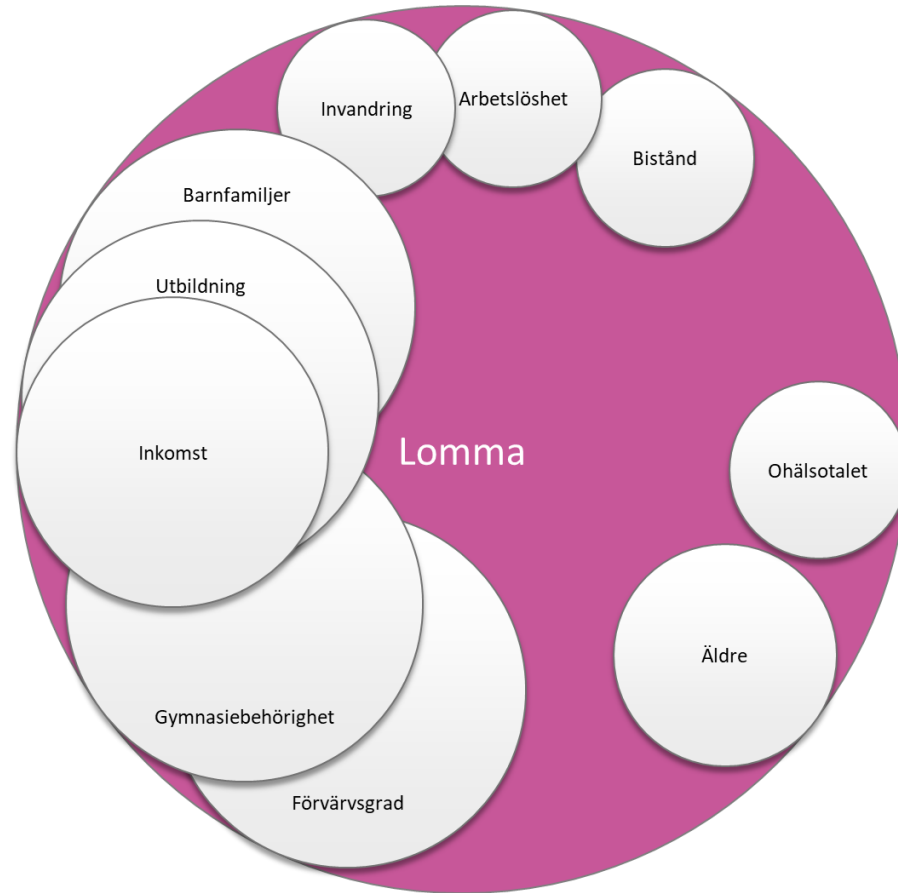 Arbetslöshet
Invandring
Bistånd
Barnfamiljer
Utbildning
Inkomst
Lomma
Ohälsotalet
Äldre
Gymnasiebehörighet
Förvärvsgrad